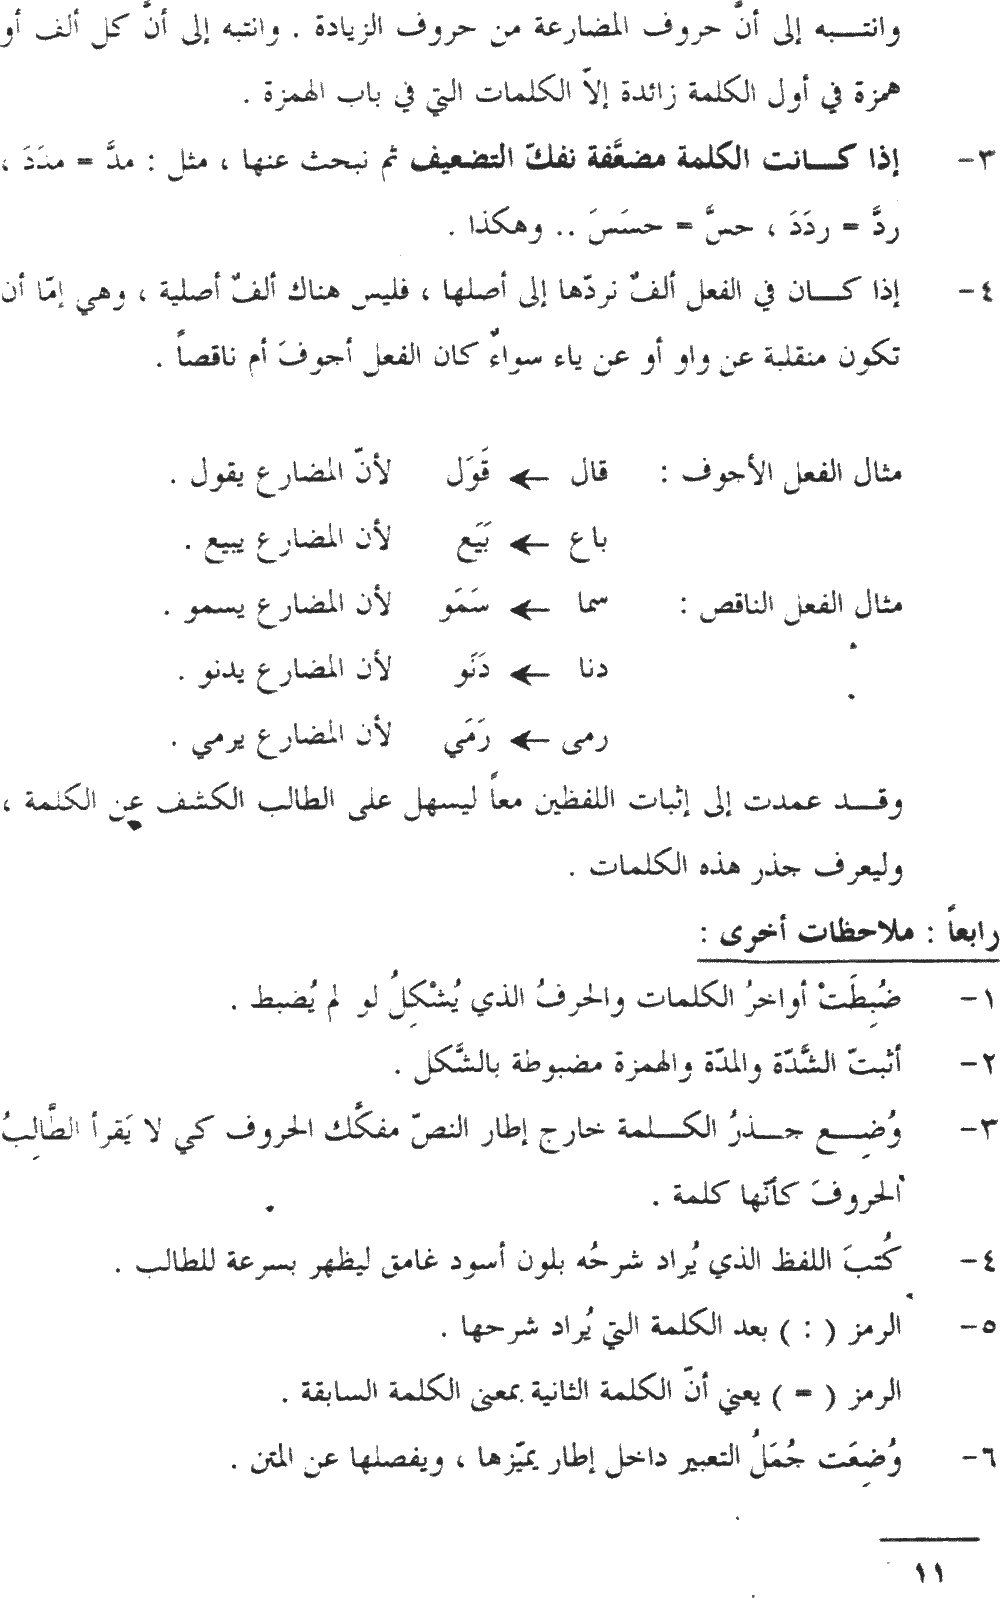 وانتبه إلى أنَّ حروف المضارعة من حروف الزيادة . وانتبه إلى أنَّ كل ألف أو
همزة في أول الكلمة زائدة إلاّ الكلمات التي في باب الهمزة .
٣- إذا كانت الكلمة مضعَّفة نفكّ التضعيف ثم نبحث عنها ، مثل : مدَّ = مدَدَ ،
ردَّ = ردَدَ ، حسَّ = حسَسَ .. وهكذا .
٤- إذا كان في الفعل ألفٌ نردّها إلى أصلها ، فليس هناك ألفٌ أصلية ، وهي إمّا أن
تكون منقلبة عن واو أو عن ياء سواءٌ كان الفعل أجوفَ أم ناقصاً .
مثال الفعل الأجوف : قال ← قَوَل لأنّ المضارع يقول .
باع ← بَيَع لأن المضارع يبيع .
مثال الفعل الناقص : سما ← سَمَو لأن المضارع يسمو .
دنا ← دَنَو لأن المضارع يدنو .
رمى ← رَمَي لأن المضارع يرمي .
وقد عمدت إلى إثبات اللفظين معاً ليسهل على الطالب الكشف عن الكلمة ،
وليعرف جذر هذه الكلمات .
رابعاً : ملاحظات أخرى :
١- ضُبِطَتْ أواخرُ الكلمات والحرفُ الذي يُشْكِلُ لو لم يُضبط .
٢- أثبتّ الشَّدّة والمدّة والهمزة مضبوطة بالشَّكل .
٣- وُضِع جذرُ الكلمة خارج إطار النصّ مفكَّك الحروف كي لا يَقرأ الطَّالِبُ
الحروفَ كأنّها كلمة .
٤- كُتبَ اللفظ الذي يُراد شرحُه بلون أسود غامق ليظهر بسرعة للطالب .
٥- الرمز ( : ) بعد الكلمة التي يُراد شرحها .
الرمز ( = ) يعني أنّ الكلمة الثانية بمعنى الكلمة السابقة .
٦- وُضِعَت جُمَلُ التعبير داخل إطار يميّزها ، ويفصلها عن المتن .
١١